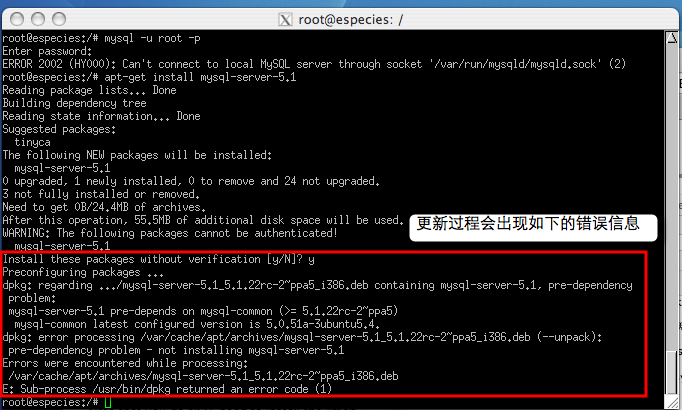 root@especies: /
root@especies:/# mysql -u root -p
Enter password:
ERROR 2002 (HY000): Can't connect to local MySQL server through socket '/var/run/mysqld/mysqld.sock' (2)
root@especies:/# apt-get install mysql-server-5.1
Reading package lists... Done
Building dependency tree
Reading state information... Done
Suggested packages:
  tinyca
The following NEW packages will be installed:
  mysql-server-5.1
0 upgraded, 1 newly installed, 0 to remove and 24 not upgraded.
3 not fully installed or removed.
Need to get 0B/24.4MB of archives.
After this operation, 55.5MB of additional disk space will be used.
更新过程会出现如下的错误信息
WARNING: The following packages cannot be authenticated!
  mysql-server-5.1
Install these packages without verification [y/N]? y
Preconfiguring packages ...
dpkg: regarding .../mysql-server-5.1_5.1.22rc-2~ppa5_i386.deb containing mysql-server-5.1, pre-dependency
 problem:
 mysql-server-5.1 pre-depends on mysql-common (>= 5.1.22rc-2~ppa5)
  mysql-common latest configured version is 5.0.51a-3ubuntu5.4.
dpkg: error processing /var/cache/apt/archives/mysql-server-5.1_5.1.22rc-2~ppa5_i386.deb (--unpack):
 pre-dependency problem - not installing mysql-server-5.1
Errors were encountered while processing:
 /var/cache/apt/archives/mysql-server-5.1_5.1.22rc-2~ppa5_i386.deb
E: Sub-process /usr/bin/dpkg returned an error code (1)
root@especies:/#